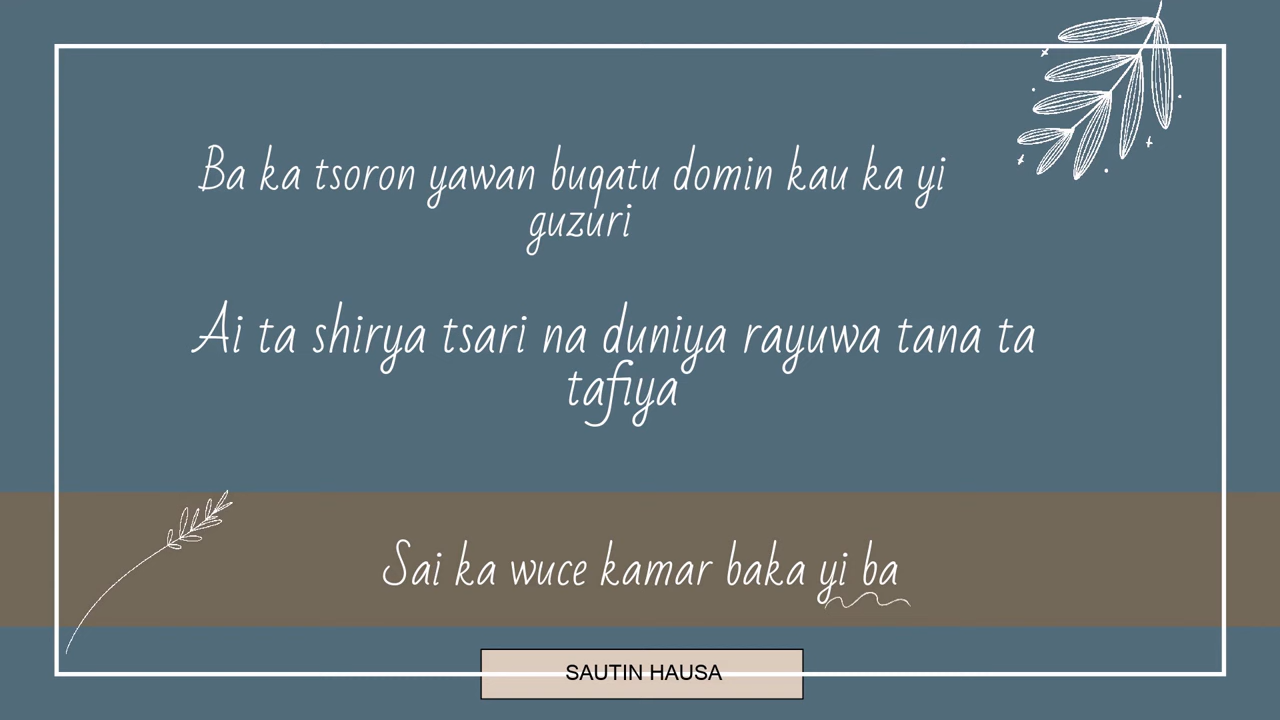 Ba ka tsoron yawan buqatu domin kau ka yi
guzuri
Ai ta shirya tsari na duniya rayuwa tana ta
tafiya
Sai ka wuce kamar baka yi ba
SAUTIN HAUSA